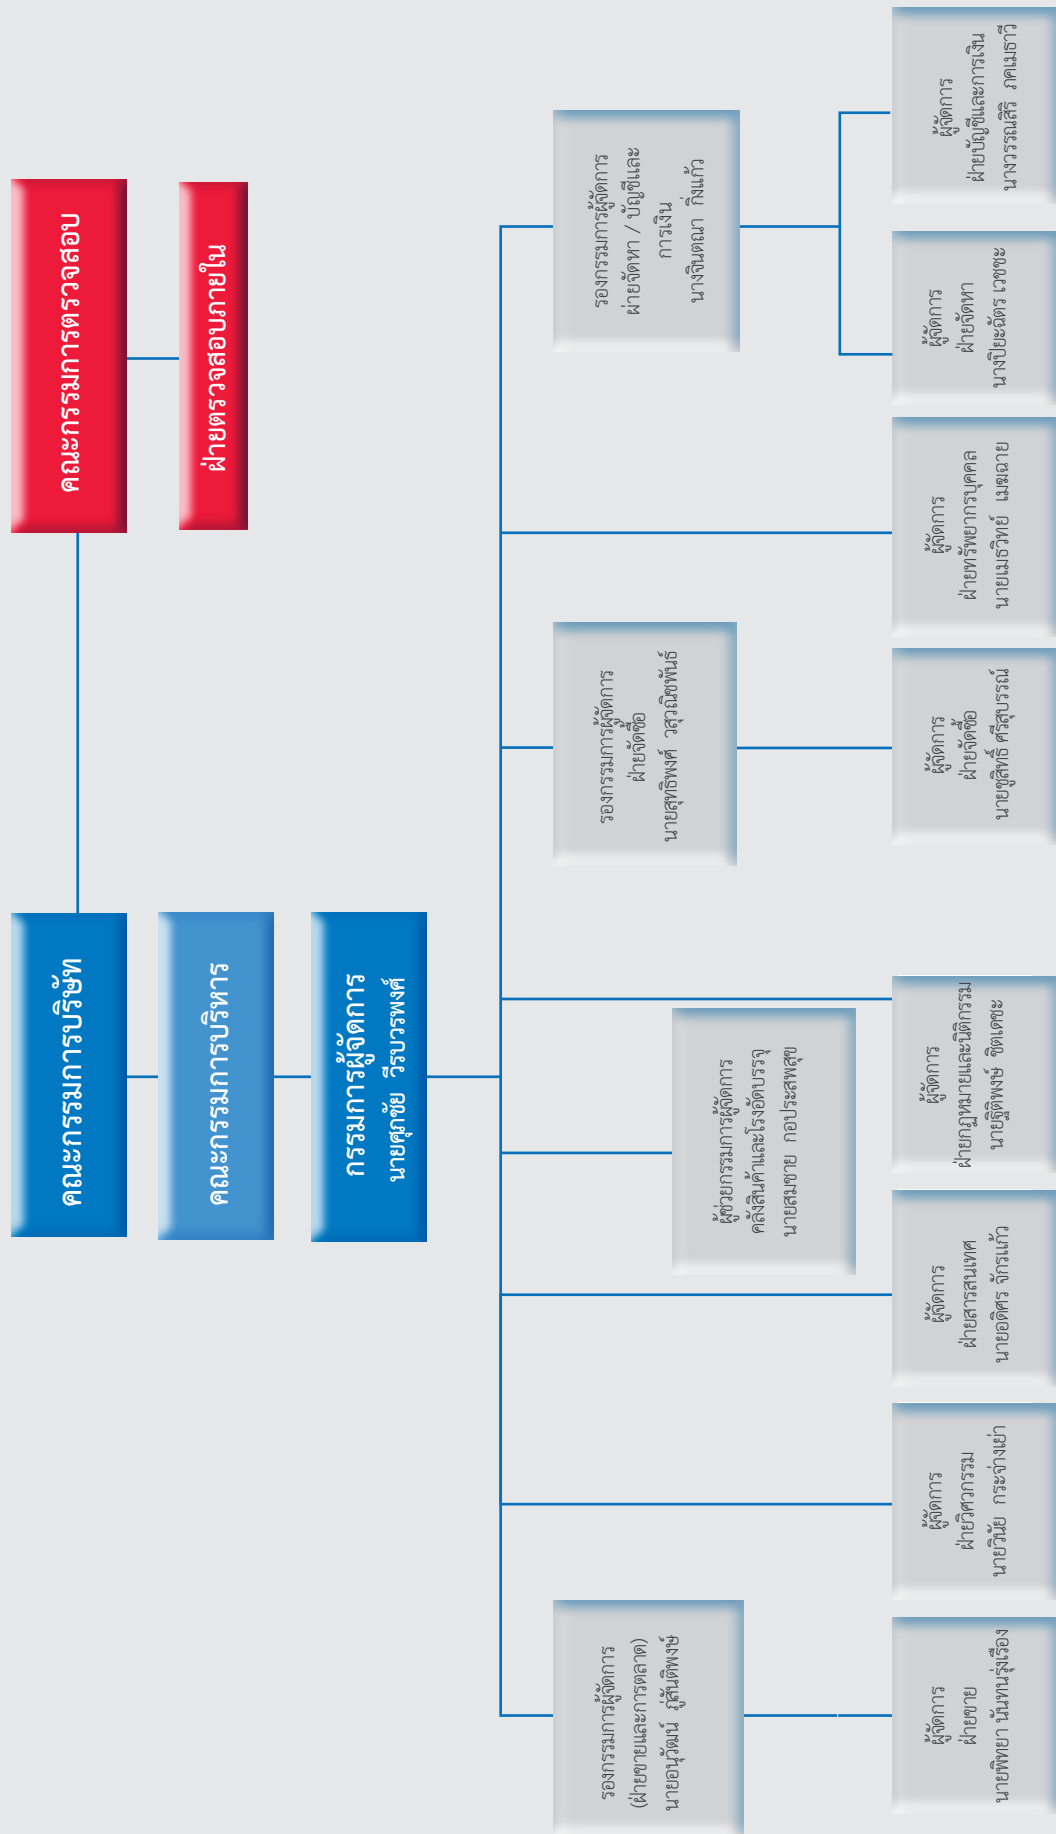 คณะกรรมการบริษัท
คณะกรรมการตรวจสอบ
ฝ่ายตรวจสอบภายใน
คณะกรรมการบริหาร
กรรมการผู้จัดการ
นายศุภชัย วีรบวรพงศ์
รองกรรมการผู้จัดการ
(ฝ่ายขายและการตลาด)
นายอนุวัฒน์ ภู่สันติพงษ์
รองกรรมการผู้จัดการ
ฝ่ายจัดซื้อ
นายสุทธิพงศ์ วสุวณิชพันธ์
รองกรรมการผู้จัดการ
ฝ่ายจัดหา / บัญชีและ
การเงิน
นางจินตณา กิ่งแก้ว
ผู้ช่วยกรรมการผู้จัดการ
คลังสินค้าและโรงอัดบรรจุ
นายสมชาย กอประสพสุข
ผู้จัดการ
ฝ่ายขาย
นายพิทยา นันทนรุ่งเรือง
ผู้จัดการ
ฝ่ายวิศวกรรม
นายวินัย กระจ่างเย่า
ผู้จัดการ
ฝ่ายสารสนเทศ
นายอดิศร จักรแก้ว
ผู้จัดการ
ฝ่ายกฎหมายและนิติกรรม
นายฐิติพงษ์ ชิตเดชะ
ผู้จัดการ
ฝ่ายจัดซื้อ
นายชูสิทธิ์ ศรีสุบรรณ์
ผู้จัดการ
ฝ่ายทรัพยากรบุคคล
นายเมธวิทย์ เมฆฉาย
ผู้จัดการ
ฝ่ายจัดหา
นางปิยะฉัตร เวชชะ
ผู้จัดการ
ฝ่ายบัญชีและการเงิน
นางวรรณสิริ ภคเมธาวี